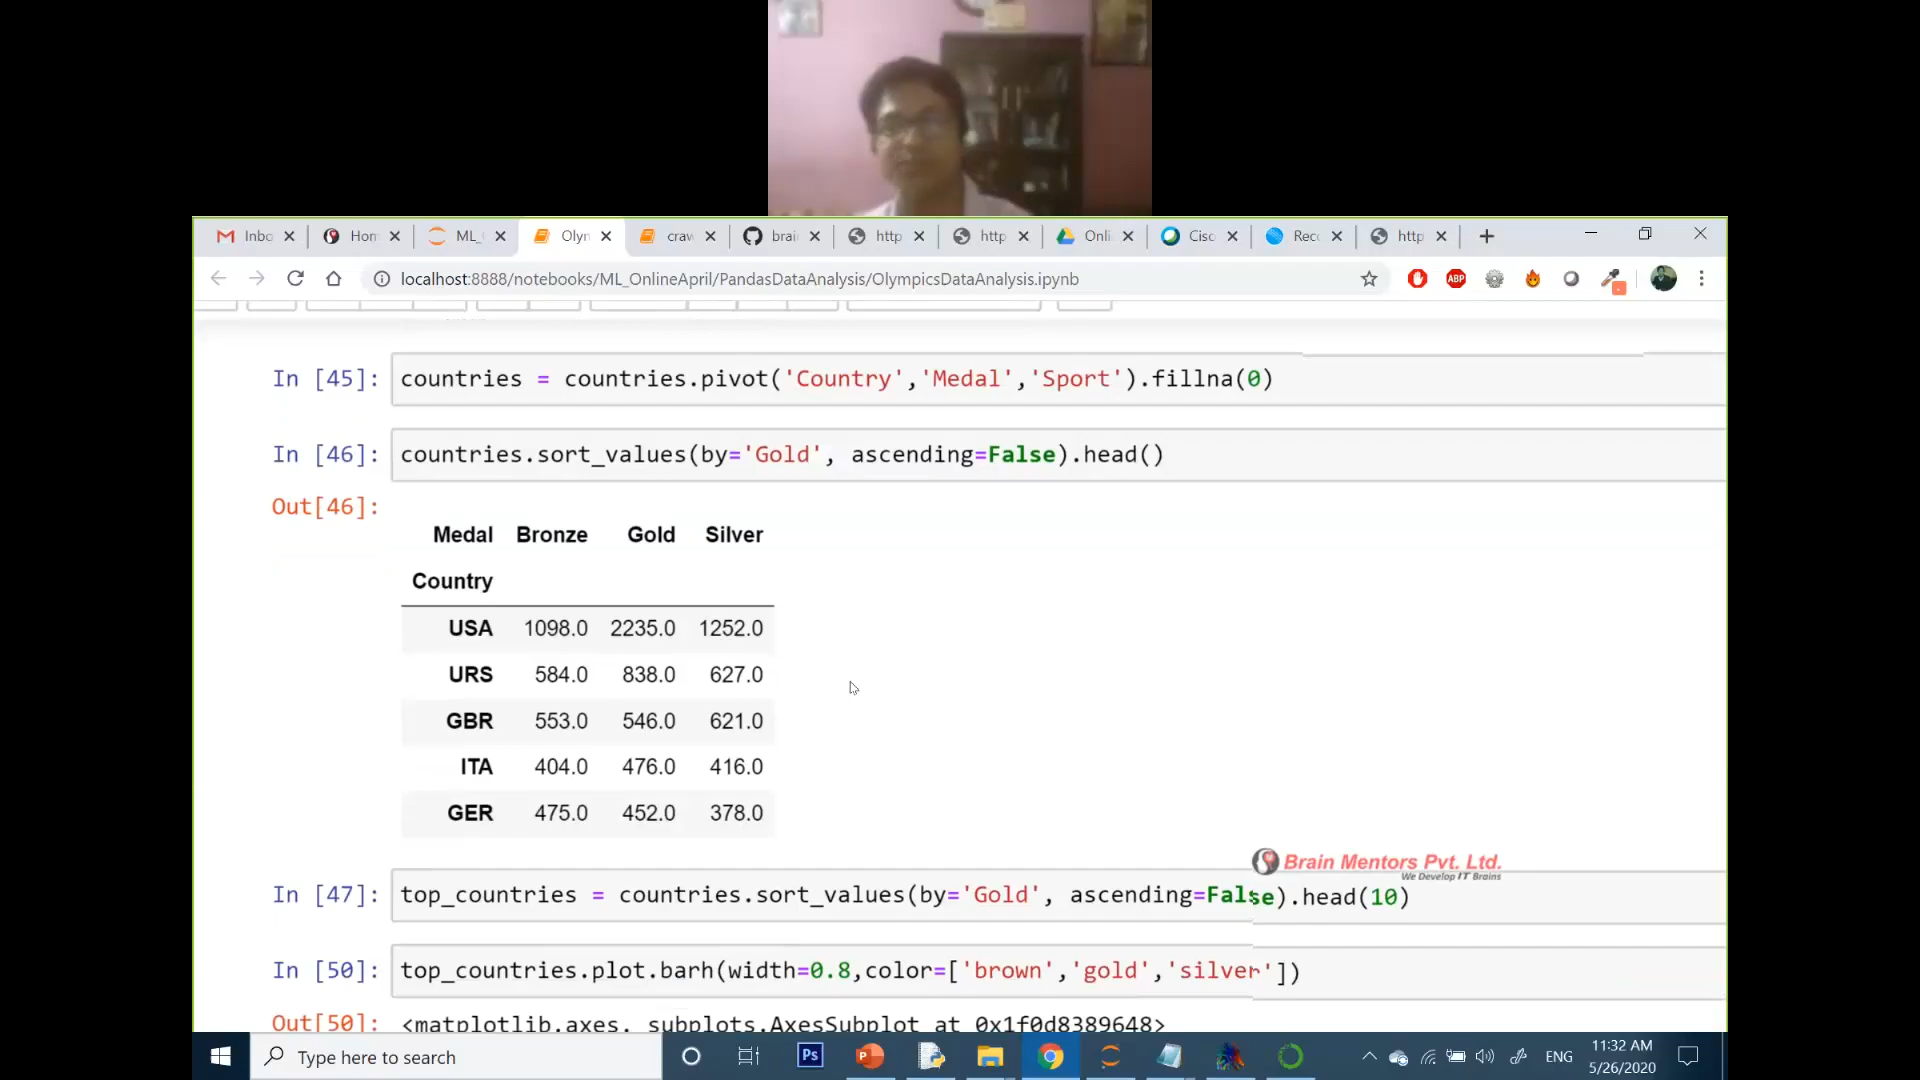 Inbo
Hom
ML_
Olyn
craw
brai
http
http
Onli
Cisc
Rec
http
localhost:8888/notebooks/ML_OnlineApril/PandasDataAnalysis/OlympicsDataAnalysis.ipynb
ABP
In [45]: countries = countries.pivot('Country','Medal','Sport').fillna(0)
In [46]: countries.sort_values(by='Gold', ascending=False).head()
Out[46]:
Medal Bronze Gold Silver
Country
USA 1098.0 2235.0 1252.0
URS 584.0 838.0 627.0
GBR 553.0 546.0 621.0
ITA 404.0 476.0 416.0
GER 475.0 452.0 378.0
Brain Mentors Pvt. Ltd.
We Develop IT Brains
In [47]: top_countries = countries.sort_values(by='Gold', ascending=False).head(10)
In [50]: top_countries.plot.barh(width=0.8,color=['brown','gold','silver'])
Out[50]: <matplotlib.axes._subplots.AxesSubplot at 0x1f0d8389648>
Type here to search
Ps
ENG
11:32 AM
5/26/2020